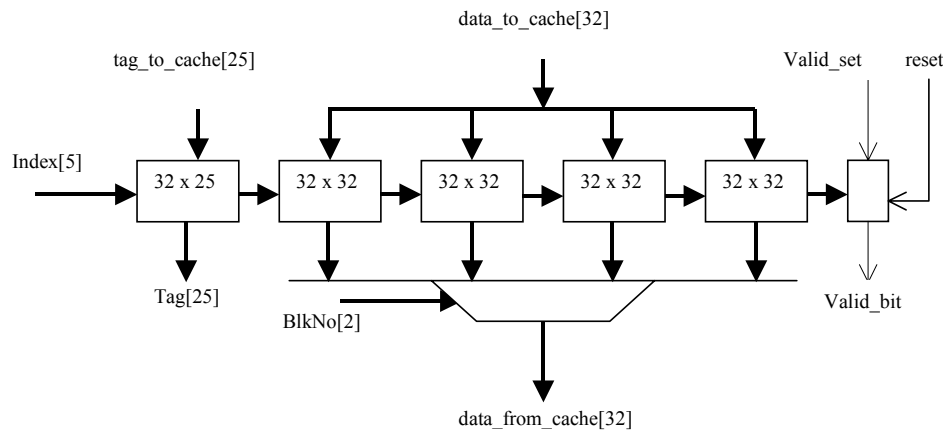 data_to_cache[32]
tag_to_cache[25]
Valid_set
reset
Index[5]
32 x 25
32 x 32
32 x 32
32 x 32
32 x 32
Tag[25]
BlkNo[2]
Valid_bit
data_from_cache[32]